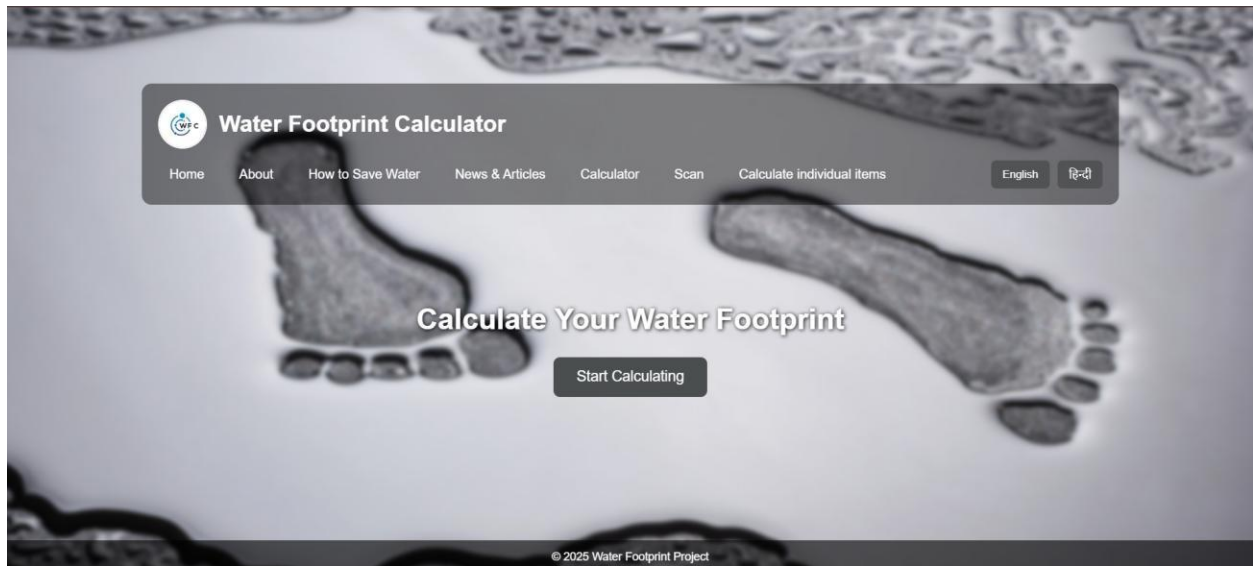 WFC
Water Footprint Calculator
Home About How to Save Water News & Articles Calculator Scan Calculate individual items English हिन्दी
Calculate Your Water Footprint
Start Calculating
© 2025 Water Footprint Project